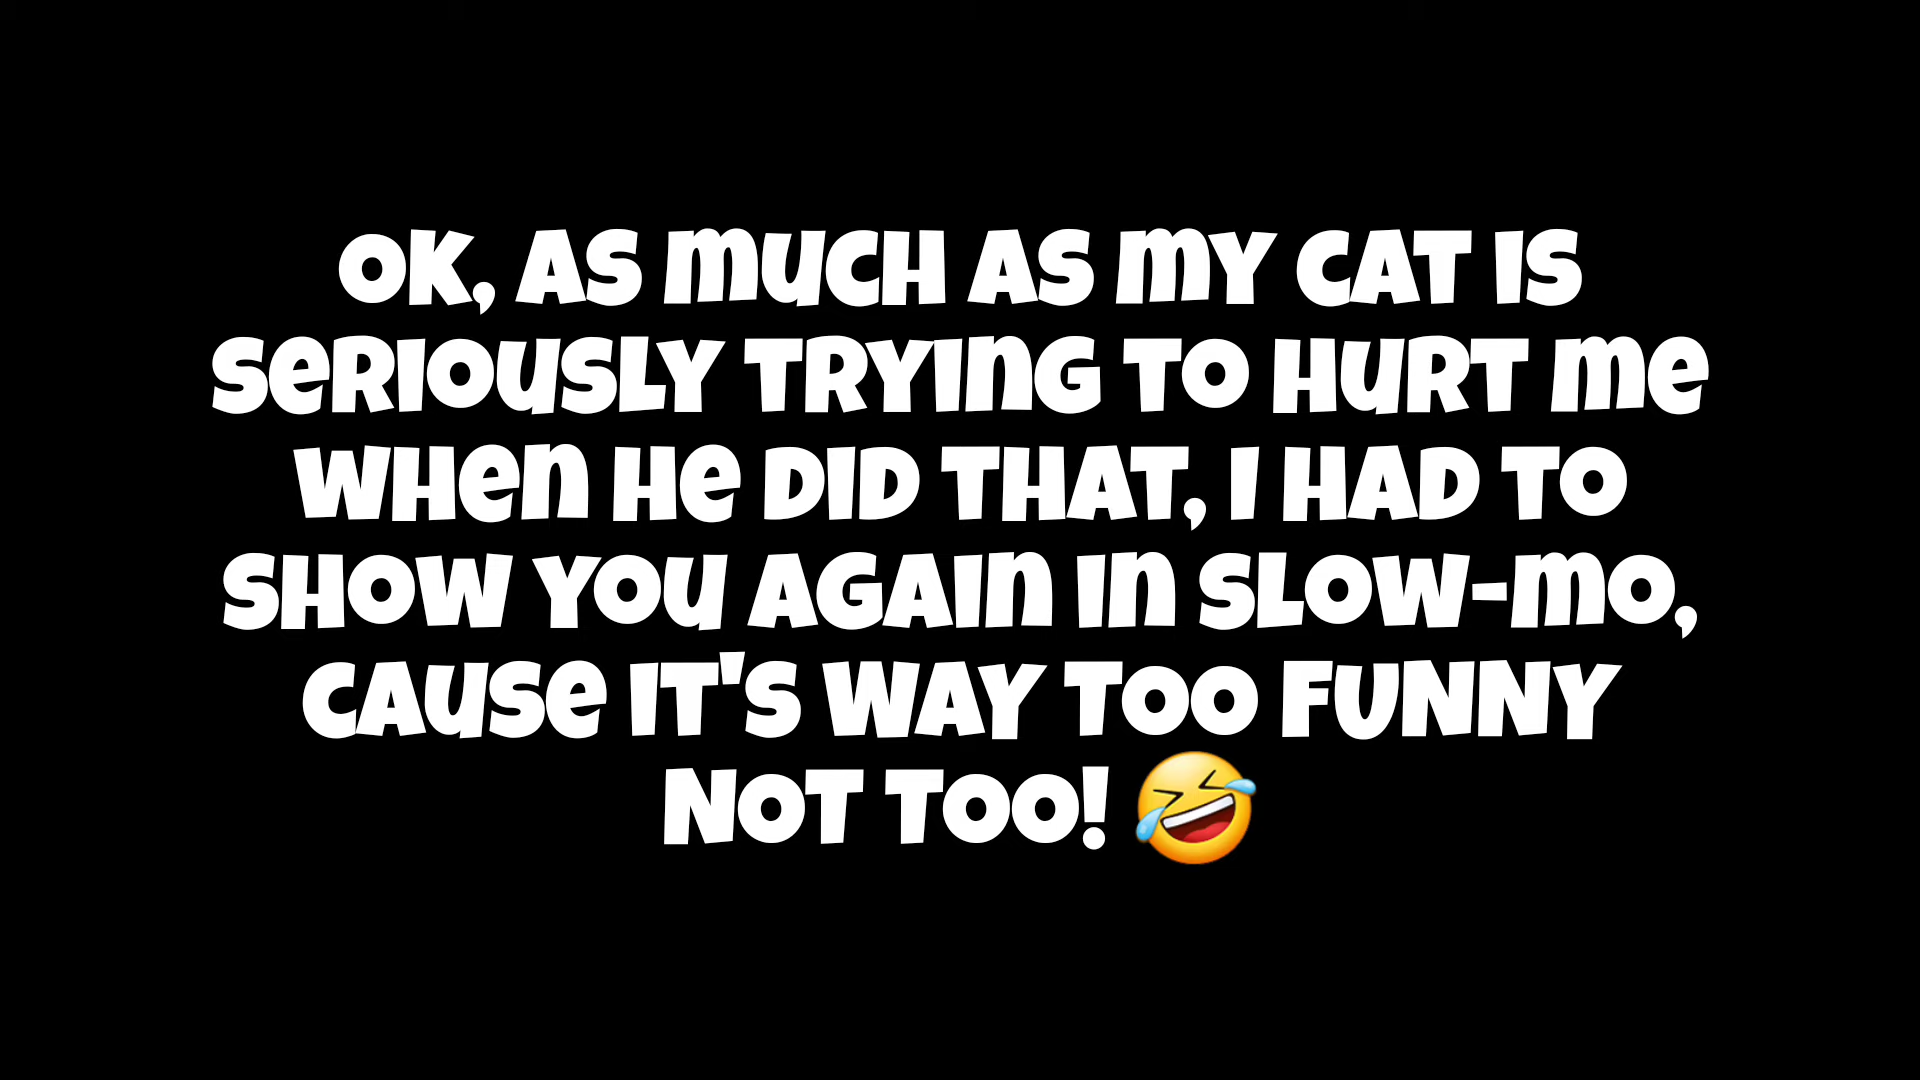 OK, AS MUCH AS MY CAT IS
SERIOUSLY TRYING TO HURT ME
WHEN HE DID THAT, I HAD TO
SHOW YOU AGAIN IN SLOW-MO,
CAUSE IT'S WAY TOO FUNNY
NOT TOO! 🤣